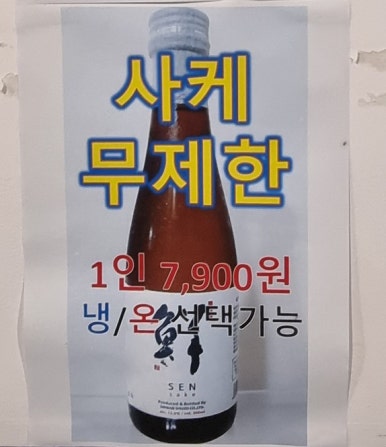 사케
무제한
1인 7,900원
냉/온 선택가능
鮮
SEN
sake